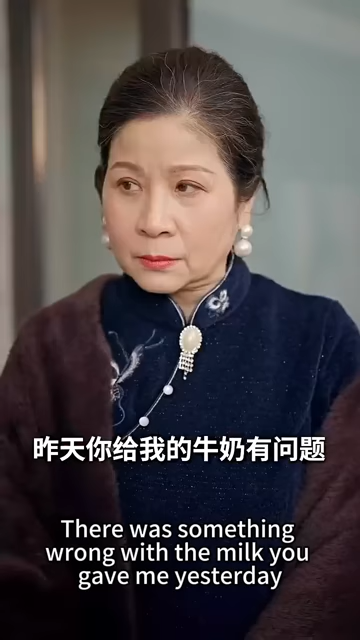 昨天你给我的牛奶有问题
There was something
wrong with the milk you
gave me yesterday